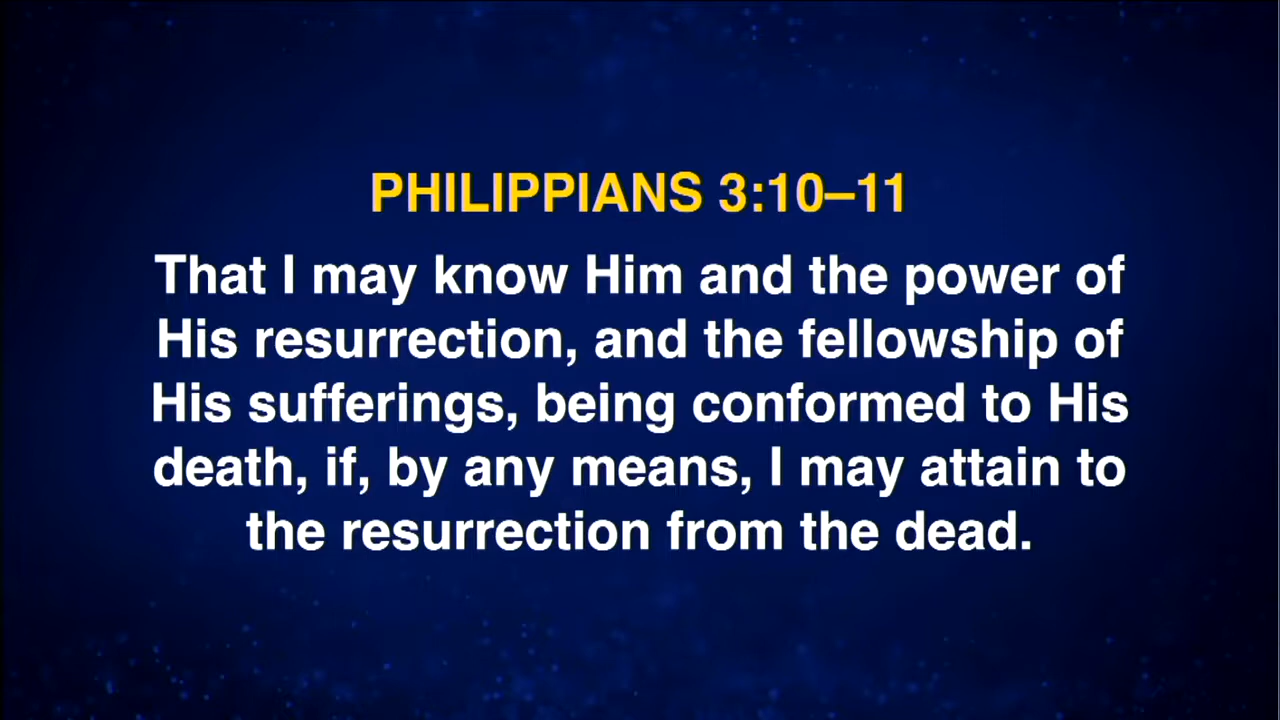 PHILIPPIANS 3:10–11
That I may know Him and the power of
His resurrection, and the fellowship of
His sufferings, being conformed to His
death, if, by any means, I may attain to
the resurrection from the dead.